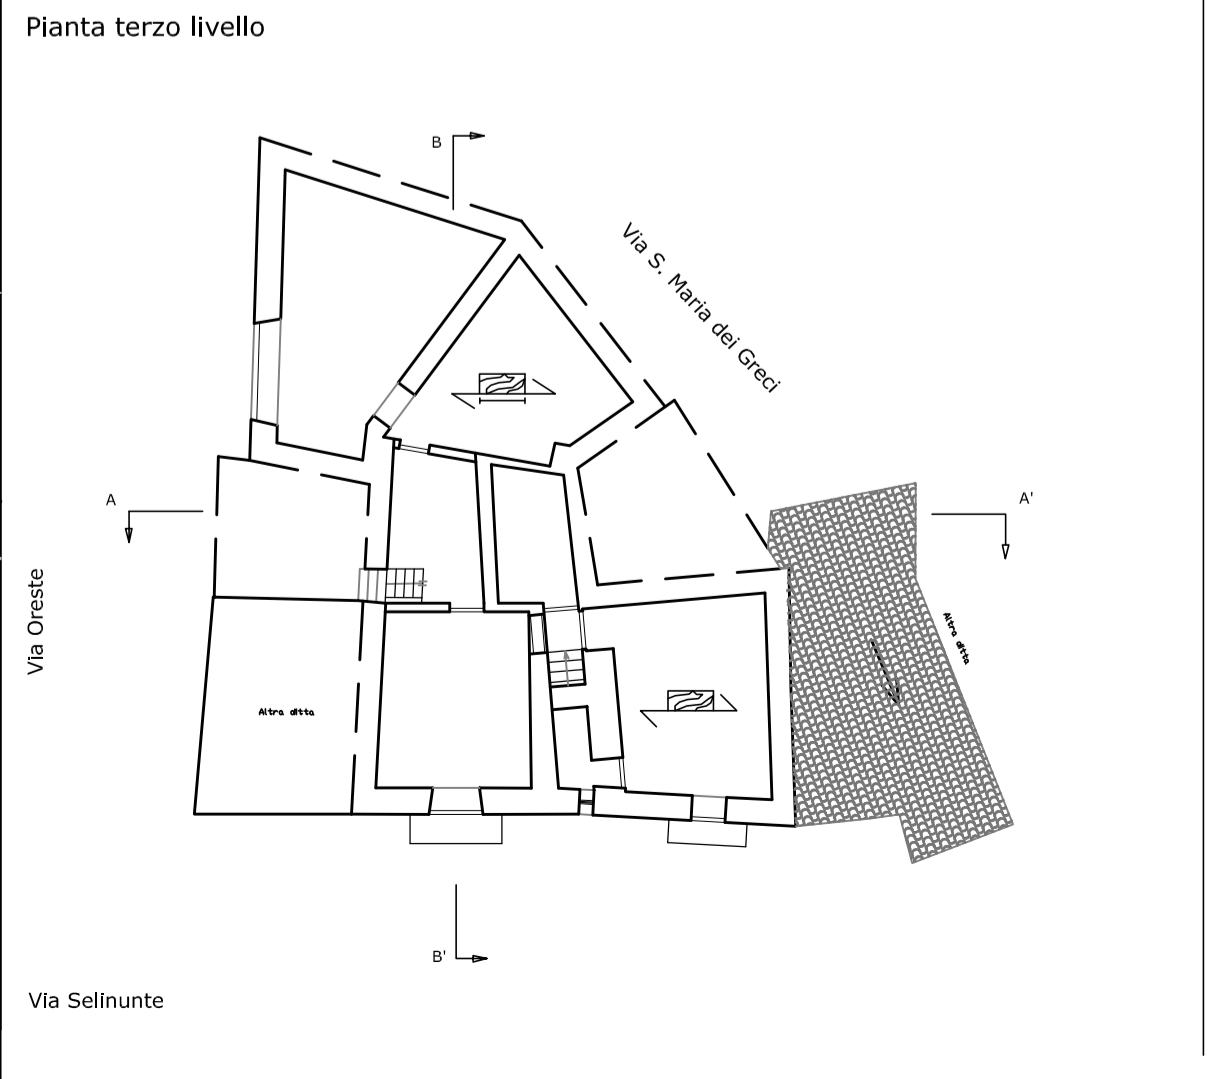 Pianta terzo livello
B
Via S. Maria dei Greci
A
A'
Via Oreste
Altra ditta
Altra ditta
B'
Via Selinunte